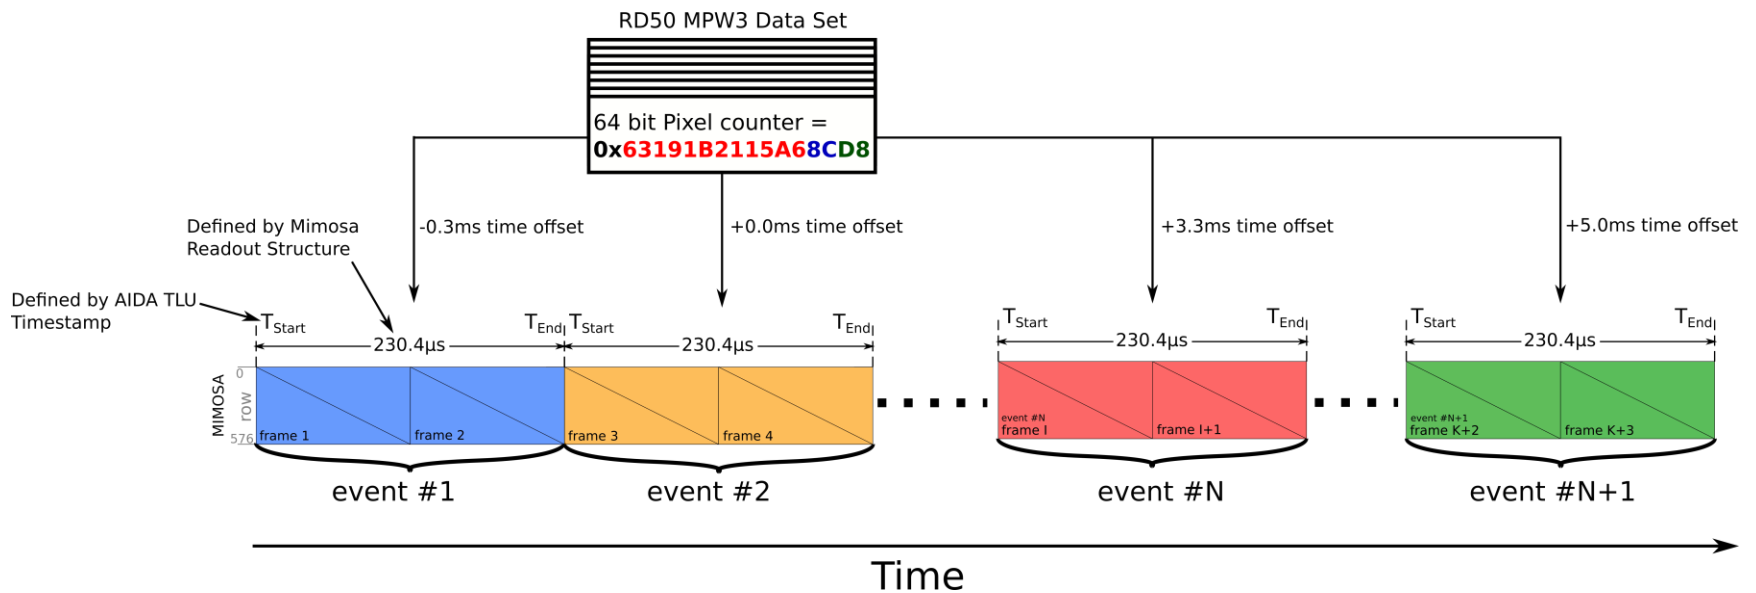 RD50 MPW3 Data Set
64 bit Pixel counter =
0x63191B2115A68CD8
Defined by Mimosa
Readout Structure
-0.3ms time offset
+0.0ms time offset
+3.3ms time offset
+5.0ms time offset
Defined by AIDA TLU
Timestamp
TStart
TEnd
TStart
TEnd
TStart
TEnd
TStart
TEnd
230.4µs
230.4µs
230.4µs
230.4µs
MIMOSA
row
0
576
frame 1
frame 2
frame 3
frame 4
event #N
frame I
frame I+1
event #N+1
frame K+2
frame K+3
event #1
event #2
event #N
event #N+1
Time